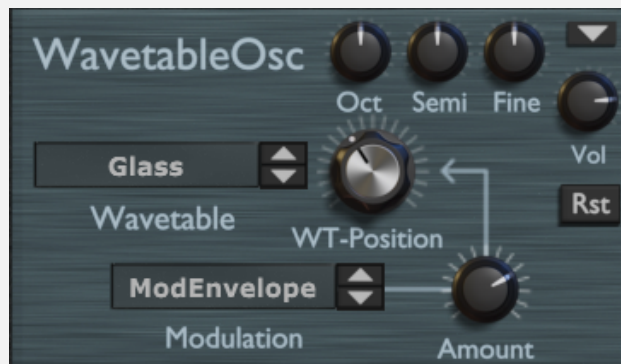 WavetableOsc
Oct Semi Fine
Vol
Glass
Wavetable
WT-Position
Rst
ModEnvelope
Modulation
Amount